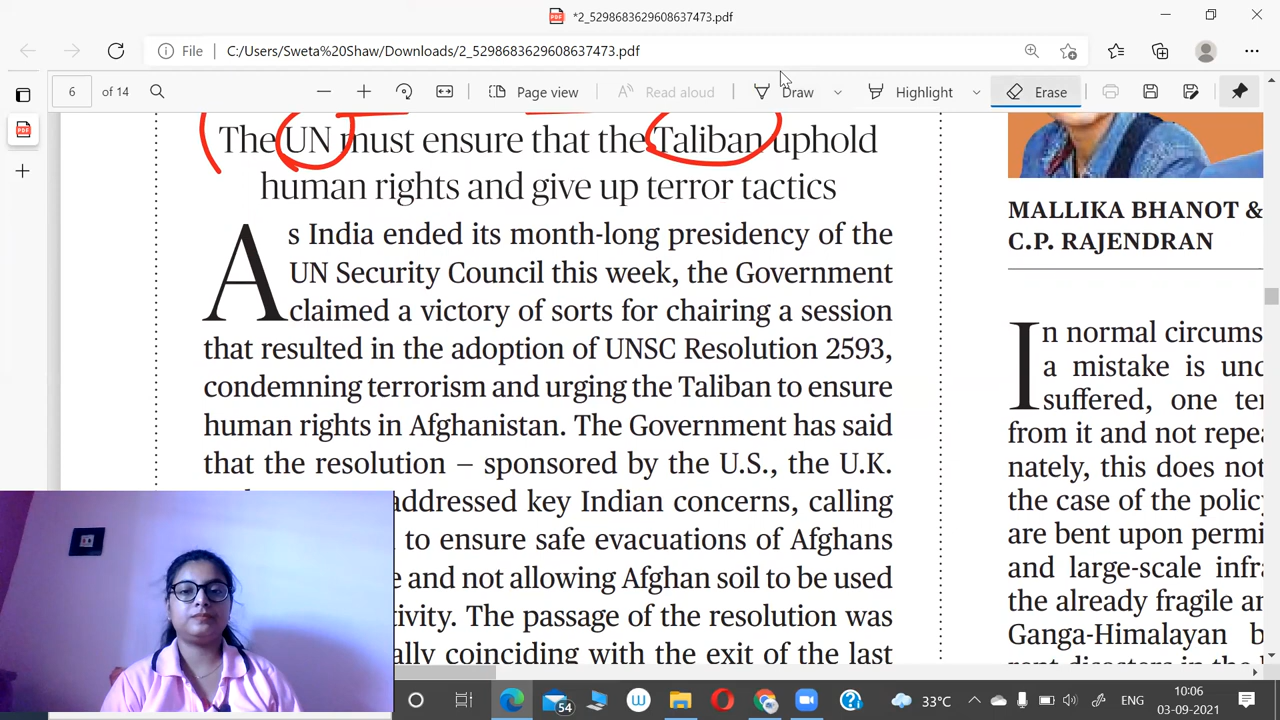 *2_5298683629608637473.pdf
File C:/Users/Sweta%20Shaw/Downloads/2_5298683629608637473.pdf
6 of 14 Page view Read aloud Draw Highlight Erase
The UN must ensure that the Taliban uphold
human rights and give up terror tactics
As India ended its month-long presidency of the
UN Security Council this week, the Government
claimed a victory of sorts for chairing a session
that resulted in the adoption of UNSC Resolution 2593,
condemning terrorism and urging the Taliban to ensure
human rights in Afghanistan. The Government has said
that the resolution – sponsored by the U.S., the U.K.
addressed key Indian concerns, calling
to ensure safe evacuations of Afghans
and not allowing Afghan soil to be used
The passage of the resolution was
coinciding with the exit of the last
MALLIKA BHANOT &
C.P. RAJENDRAN
In normal circums
a mistake is und
suffered, one te
from it and not repea
nately, this does not
the case of the policy
are bent upon permi
and large-scale infra
the already fragile a
Ganga-Himalayan b
54
33°C ENG
10:06
03-09-2021